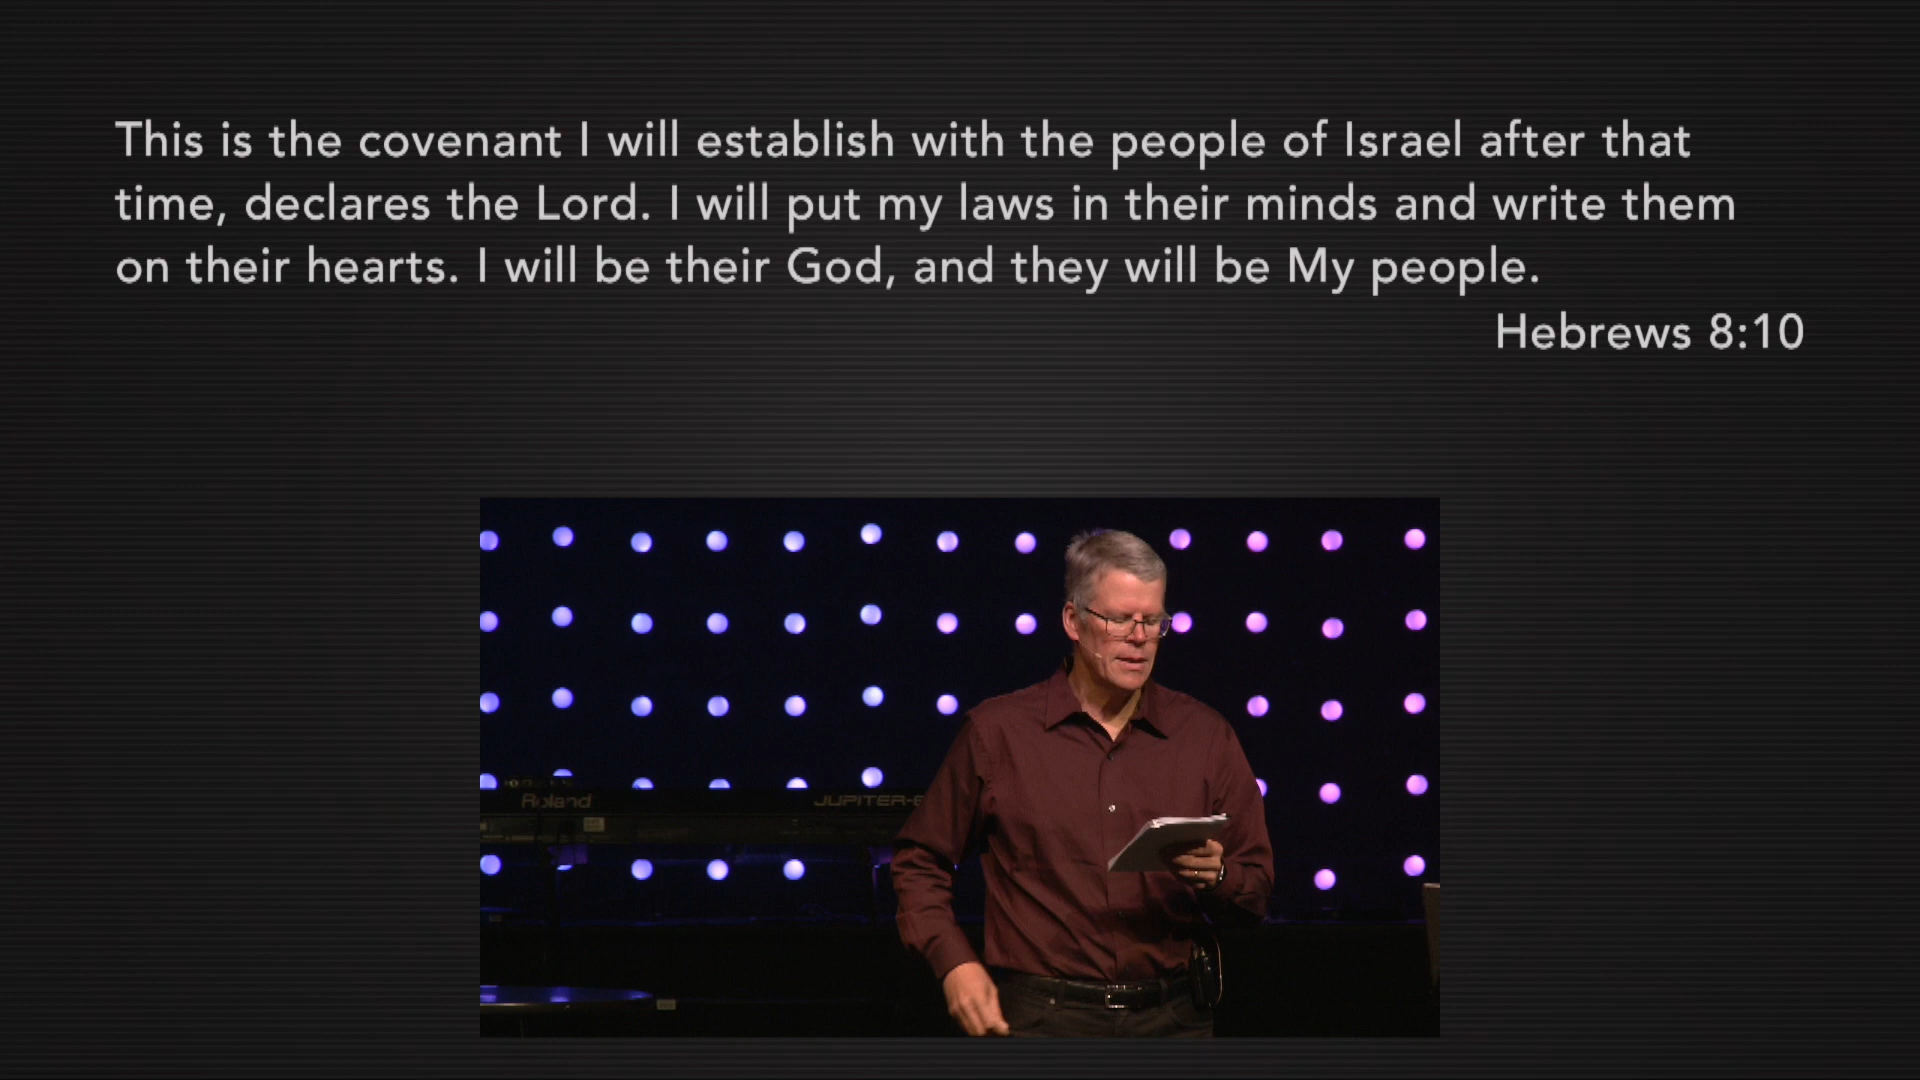 This is the covenant I will establish with the people of Israel after that
time, declares the Lord. I will put my laws in their minds and write them
on their hearts. I will be their God, and they will be My people.
Hebrews 8:10
Roland